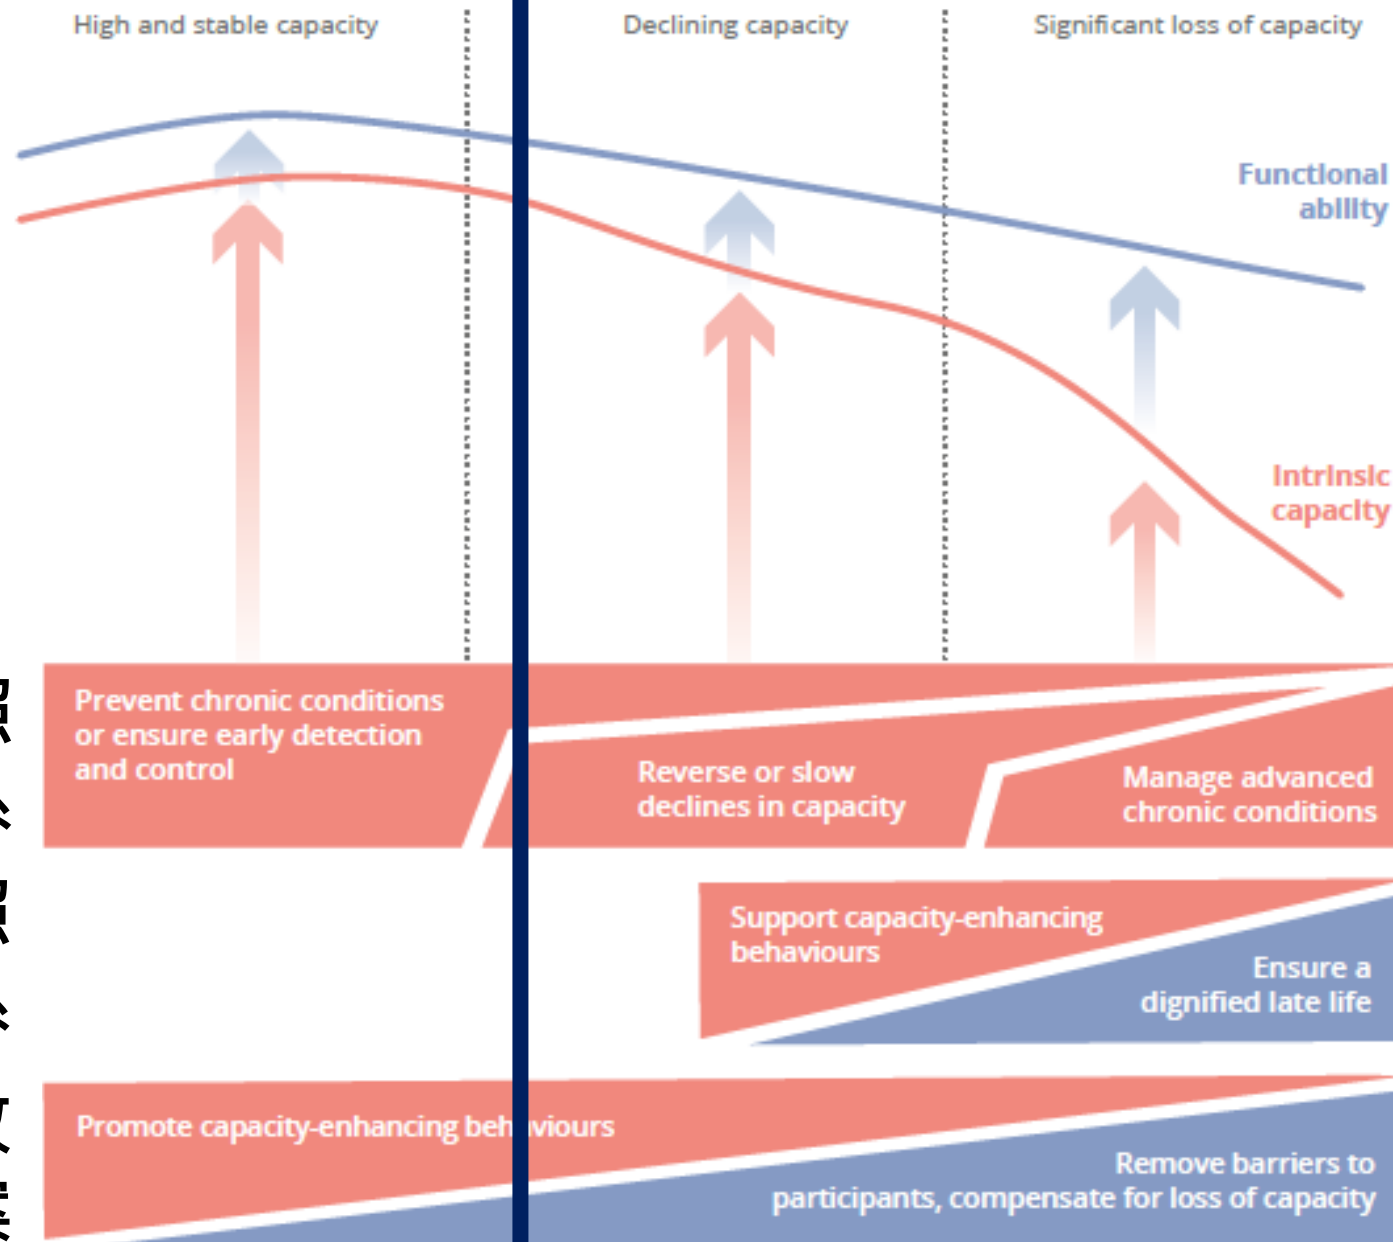 High and stable capacity
Declining capacity
Significant loss of capacity
Functional
ability
Intrinsic
capacity
Prevent chronic conditions
or ensure early detection
and control
Reverse or slow
declines in capacity
Manage advanced
chronic conditions
Support capacity-enhancing
behaviours
Ensure a
dignified late life
Promote capacity-enhancing behaviours
Remove barriers to
participants, compensate for loss of capacity